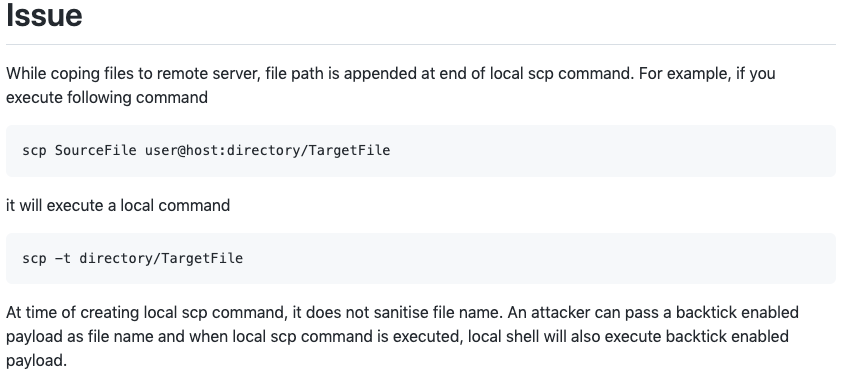 Issue
While coping files to remote server, file path is appended at end of local scp command. For example, if you
execute following command
scp SourceFile user@host:directory/TargetFile
it will execute a local command
scp -t directory/TargetFile
At time of creating local scp command, it does not sanitise file name. An attacker can pass a backtick enabled
payload as file name and when local scp command is executed, local shell will also execute backtick enabled
payload.